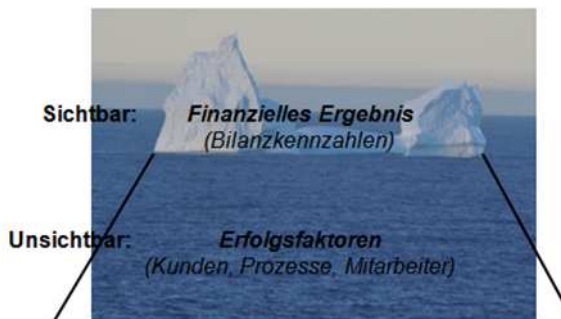 Sichtbar: Finanzielles Ergebnis
(Bilanzkennzahlen)
Unsichtbar: Erfolgsfaktoren
(Kunden, Prozesse, Mitarbeiter)